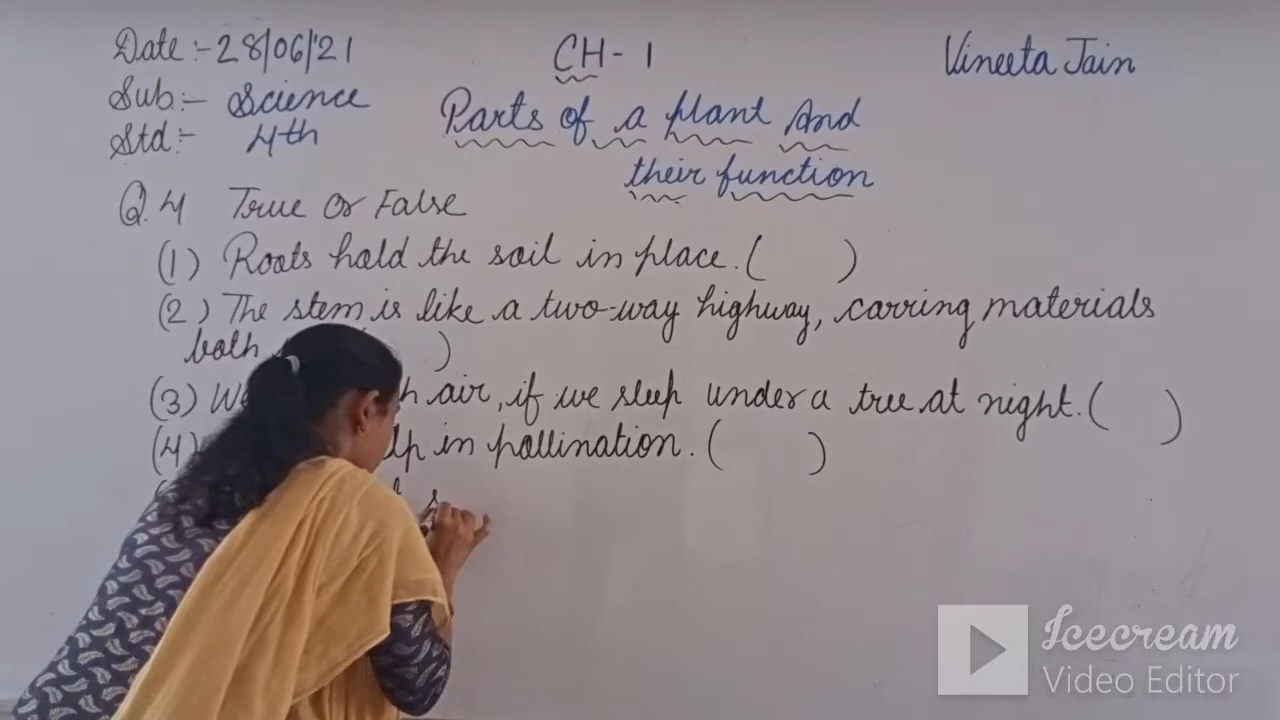 Date:- 28/06/'21
CH-1
Vineeta Jain
Sub:- Science
Parts of a plant And
Std:- 4th
their function
Q.4 True or False
(1) Roots hold the soil in place. ( )
(2) The stem is like a two-way highway, carring materials
both )
(3) We air, if we sleep under a tree at night. ( )
(4) in pollination. ( )
Icecream
Video Editor